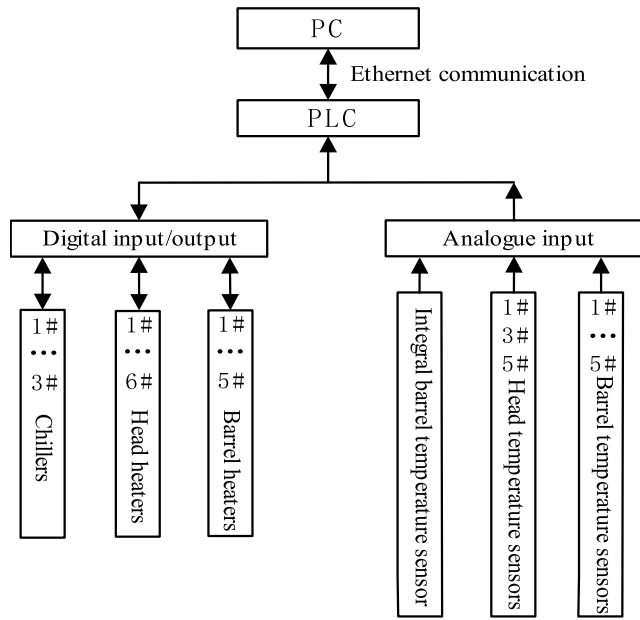 PC
Ethernet communication
PLC
Digital input/output
Analogue input
1#
...
3#
Chillers
1#
...
6#
Head heaters
1#
...
5#
Barrel heaters
Integral barrel temperature sensor
1#
3#
5#
Head temperature sensors
1#
...
5#
Barrel temperature sensors